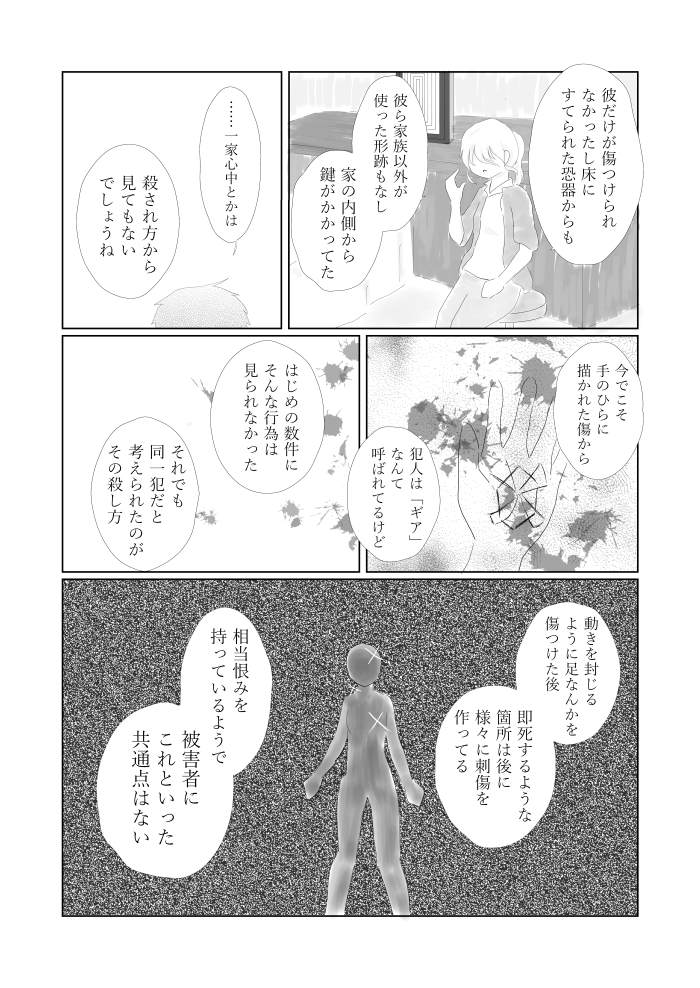 彼だけが傷つけられ
なかったし床に
すてられた恐器からも
彼ら家族以外が
使った形跡もなし
家の内側から
鍵がかかってた
……一家心中とかは
殺され方から
見てもない
でしょうね
今でこそ
手のひらに
描かれた傷から
犯人は「ギア」
なんて
呼ばれてるけど
はじめの数件に
そんな行為は
見られなかった
それでも
同一犯だと
考えられたのが
その殺し方
動きを封じる
ように足なんかを
傷つけた後
即死するような
箇所は後に
様々に刺傷を
作ってる
相当恨みを
持っているようで
被害者に
これといった
共通点はない